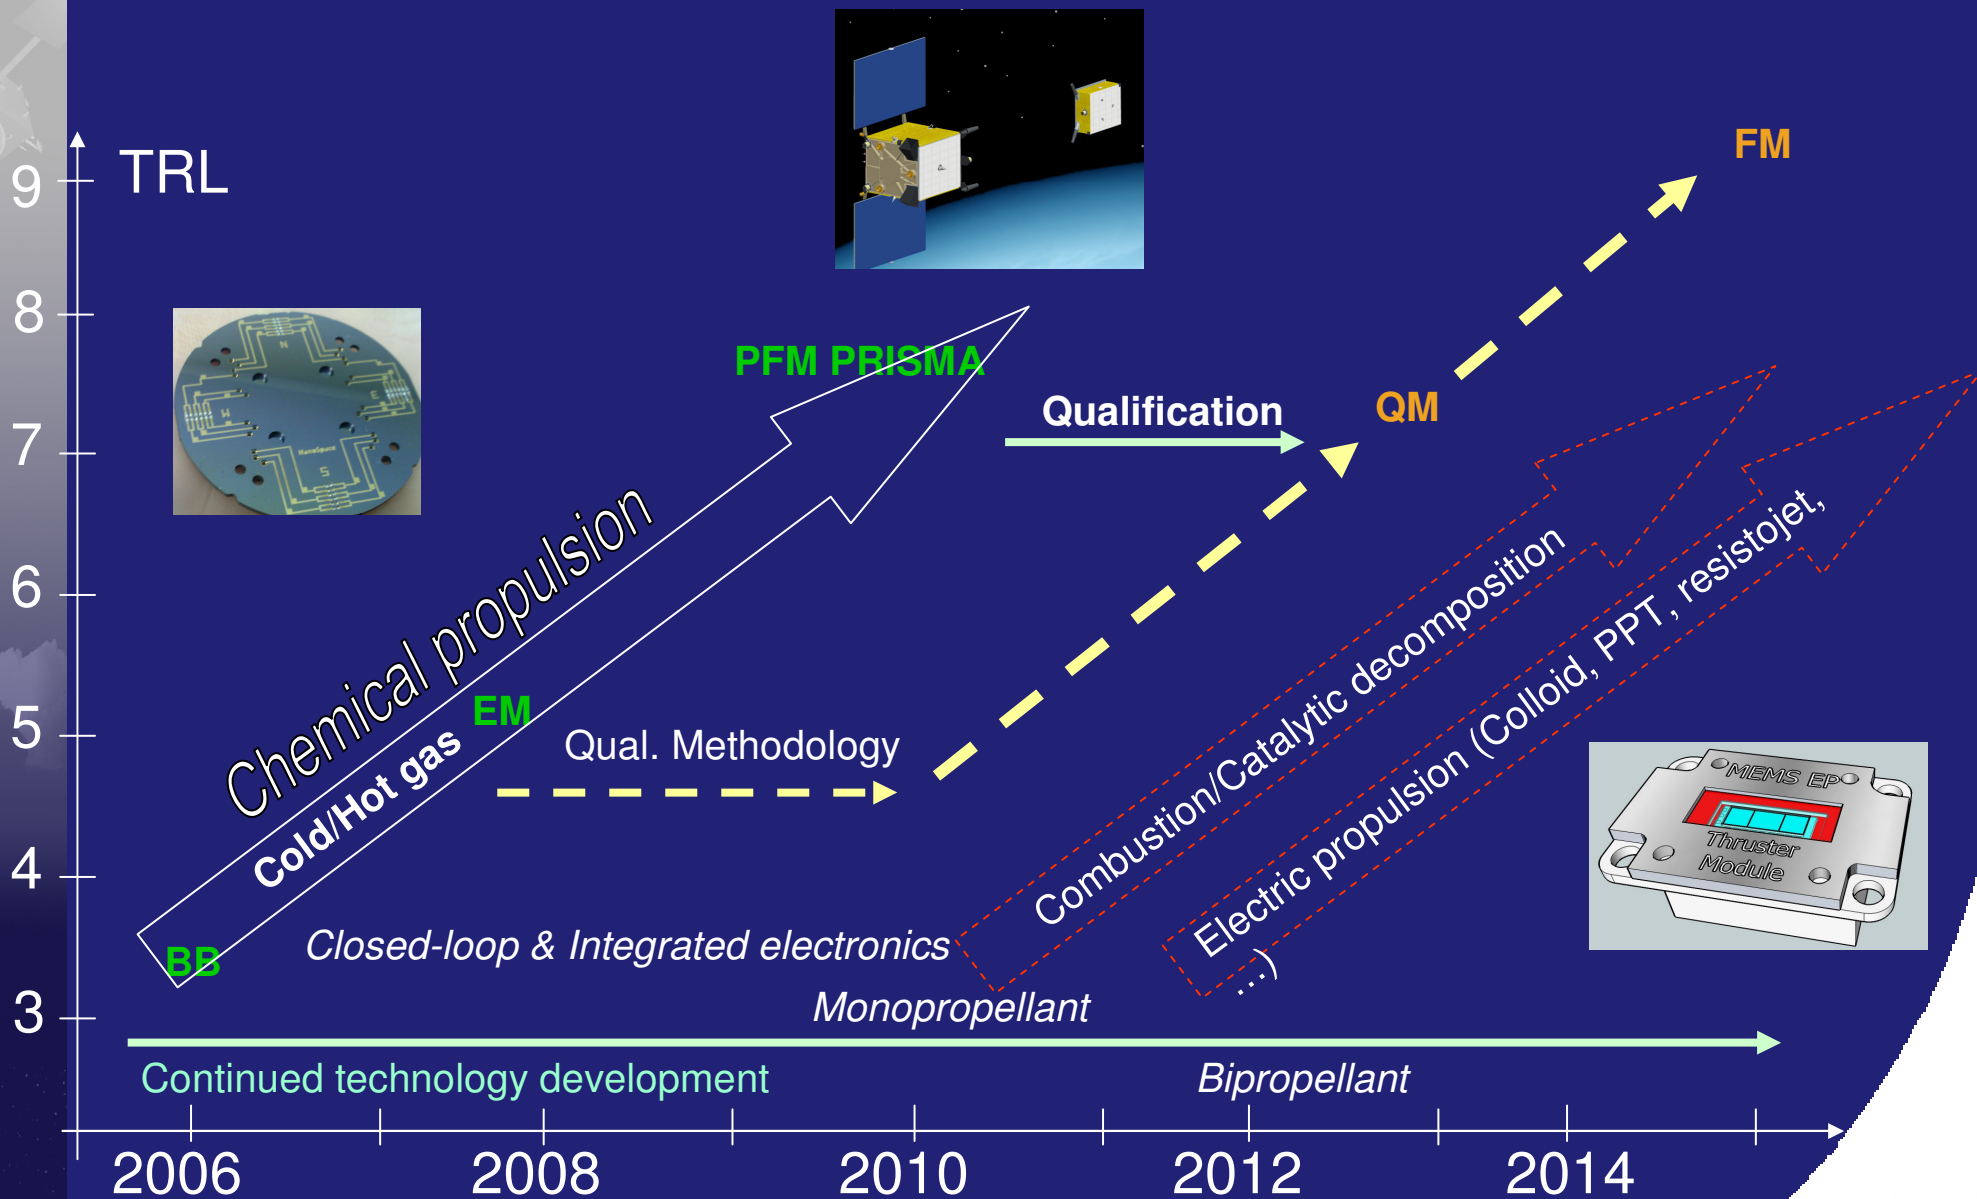 TRL
9
8
7
6
5
4
3
FM
PFM PRISMA
Qualification
QM
N
E
W
S
NanoSpace
Chemical propulsion
Cold/Hot gas
EM
BB
Qual. Methodology
Combustion/Catalytic decomposition
Electric propulsion (Colloid, PPT, resistojet,
...)
MEMS EP
Thruster
Module
Closed-loop & Integrated electronics
Monopropellant
Continued technology development
Bipropellant
2006
2008
2010
2012
2014